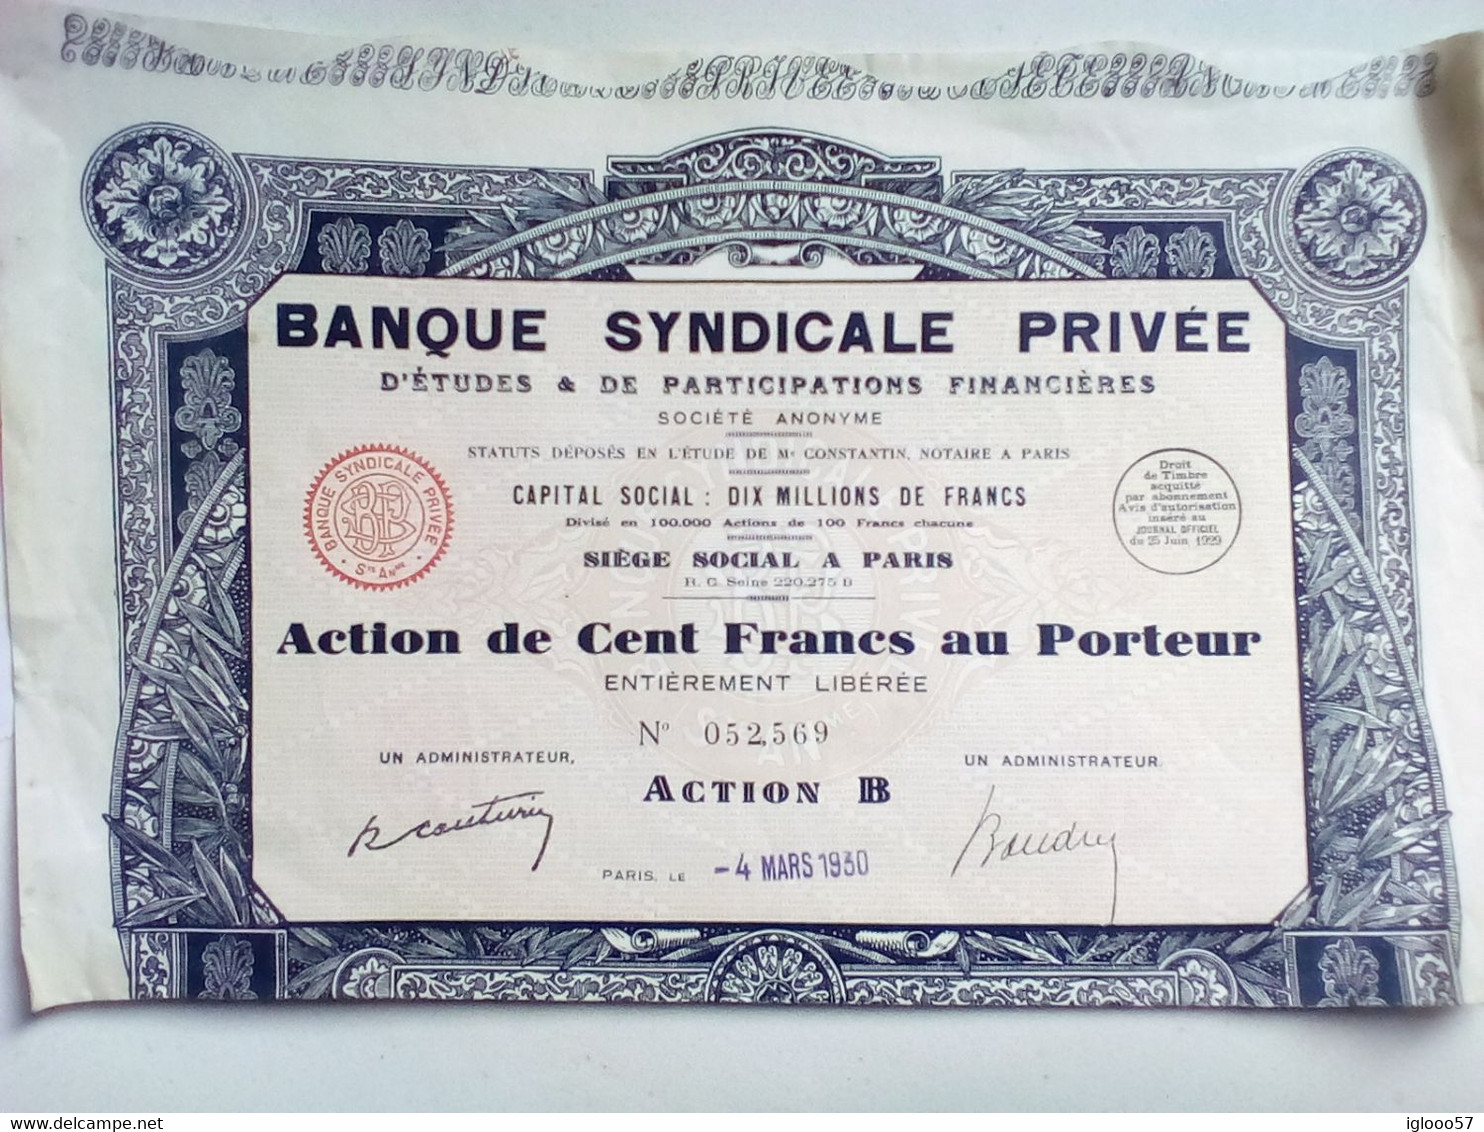 BANQUE SYNDICALE PRIVÉE
D'ÉTUDES & DE PARTICIPATIONS FINANCIÈRES
SOCIÉTÉ ANONYME
STATUTS DÉPOSÉS EN L'ÉTUDE DE Me CONSTANTIN, NOTAIRE A PARIS
CAPITAL SOCIAL : DIX MILLIONS DE FRANCS
Divisé en 100.000 Actions de 100 Francs chacune
SIÈGE SOCIAL A PARIS
R. C. Seine 220.275 B
BANQUE SYNDICALE PRIVÉE
Sté ANme
Droit
de Timbre
acquitté
par abonnement
Avis d'autorisation
inséré au
JOURNAL OFFICIEL
du 25 Juin 1929
Action de Cent Francs au Porteur
ENTIÈREMENT LIBÉRÉE
No 052,569
UN ADMINISTRATEUR,
UN ADMINISTRATEUR
ACTION B
PARIS, LE -4 MARS 1930
delcampe.net
iglooo57